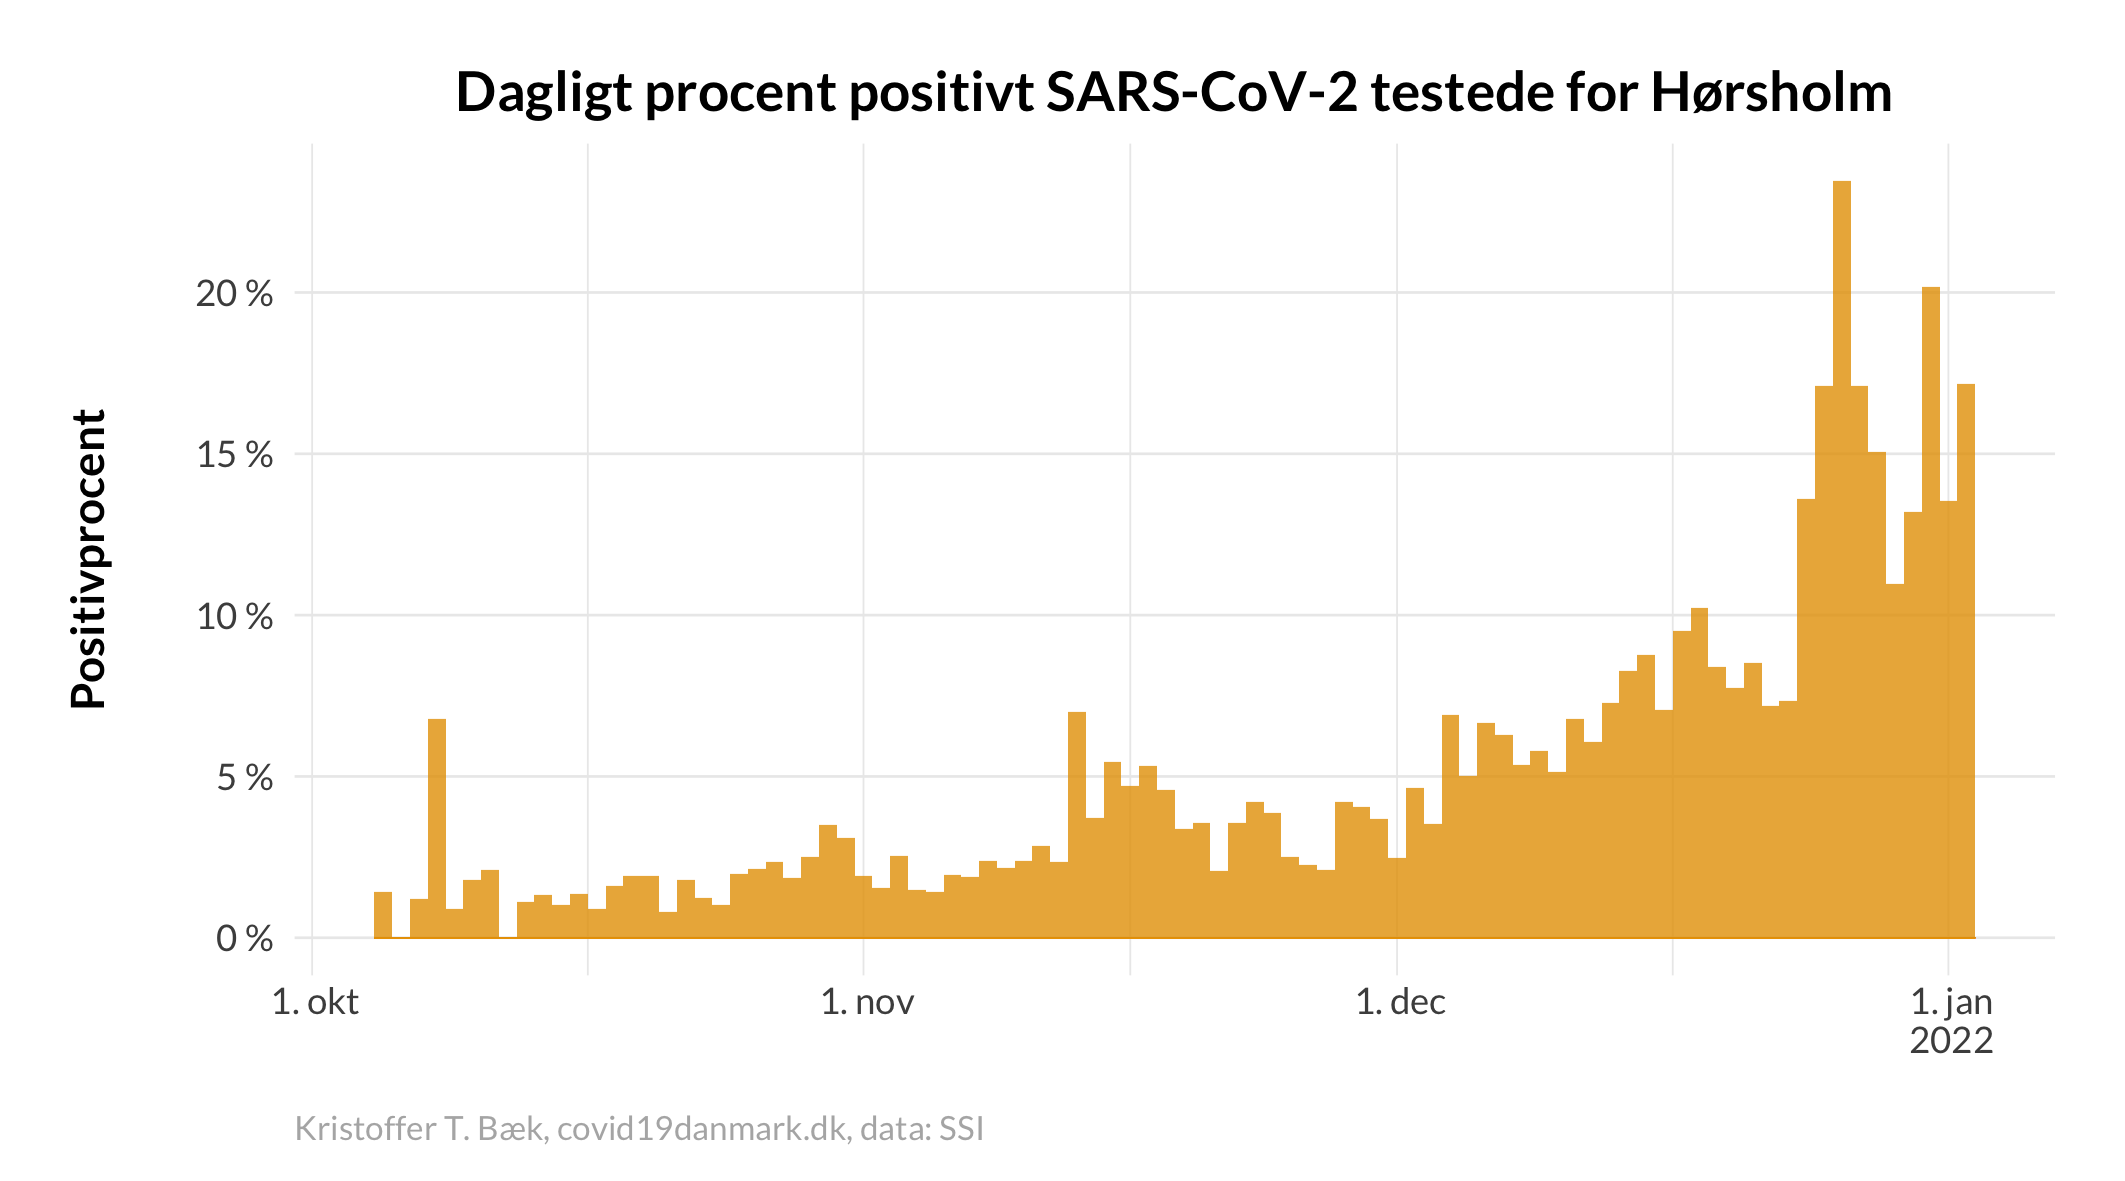 Dagligt procent positivt SARS-CoV-2 testede for Hørsholm
Positivprocent
20 %
15 %
10 %
5 %
0 %
1. okt
1. nov
1. dec
1. jan
2022
Kristoffer T. Bæk, covid19danmark.dk, data: SSI